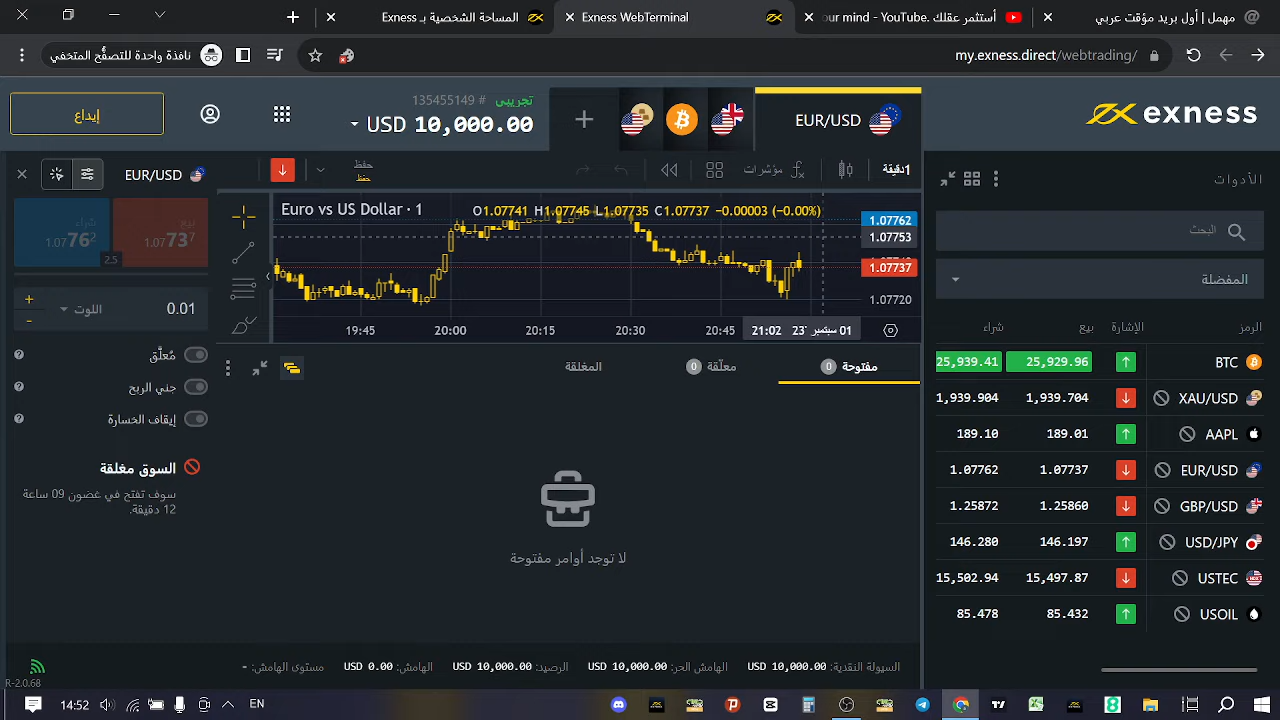 مهمل | أول بريد مؤقت عربي
أستثمر عقلك. our mind - YouTube
Exness WebTerminal
المساحة الشخصية بـ Exness
my.exness.direct/webtrading/
نافذة واحدة للتصفُّح المتخفي
exness
EUR/USD
تجريبي # 135455149
10,000.00 USD
إيداع
EUR/USD
1دقيقة
مؤشرات
حفظ
حفظ
Euro vs US Dollar · 1
O1.07741 H1.07745 L1.07735 C1.07737 −0.00003 (−0.00%)
1.07762
1.07753
1.07737
1.07720
19:45 20:00 20:15 20:30 20:45
01 سبتمبر '23 21:02
بيع
1.07737
شراء
1.07762
2.5
0.01 اللوت
+
-
مُعلَّق
جني الربح
إيقاف الخسارة
السوق مغلقة
سوف تفتح في غضون 09 ساعة
12 دقيقة.
مفتوحة 0
معلّقة 0
المغلقة
لا توجد أوامر مفتوحة
الأدوات
البحث
المفضلة
الرمز الإشارة بيع شراء
BTC 25,929.96 25,939.41
XAU/USD 1,939.704 1,939.904
AAPL 189.01 189.10
EUR/USD 1.07737 1.07762
GBP/USD 1.25860 1.25872
USD/JPY 146.197 146.280
USTEC 15,497.87 15,502.94
USOIL 85.432 85.478
السيولة النقدية: 10,000.00 USD
الهامش الحر: 10,000.00 USD
الرصيد: 10,000.00 USD
الهامش: 0.00 USD
مستوى الهامش: -
R-2.0.68
14:52
EN